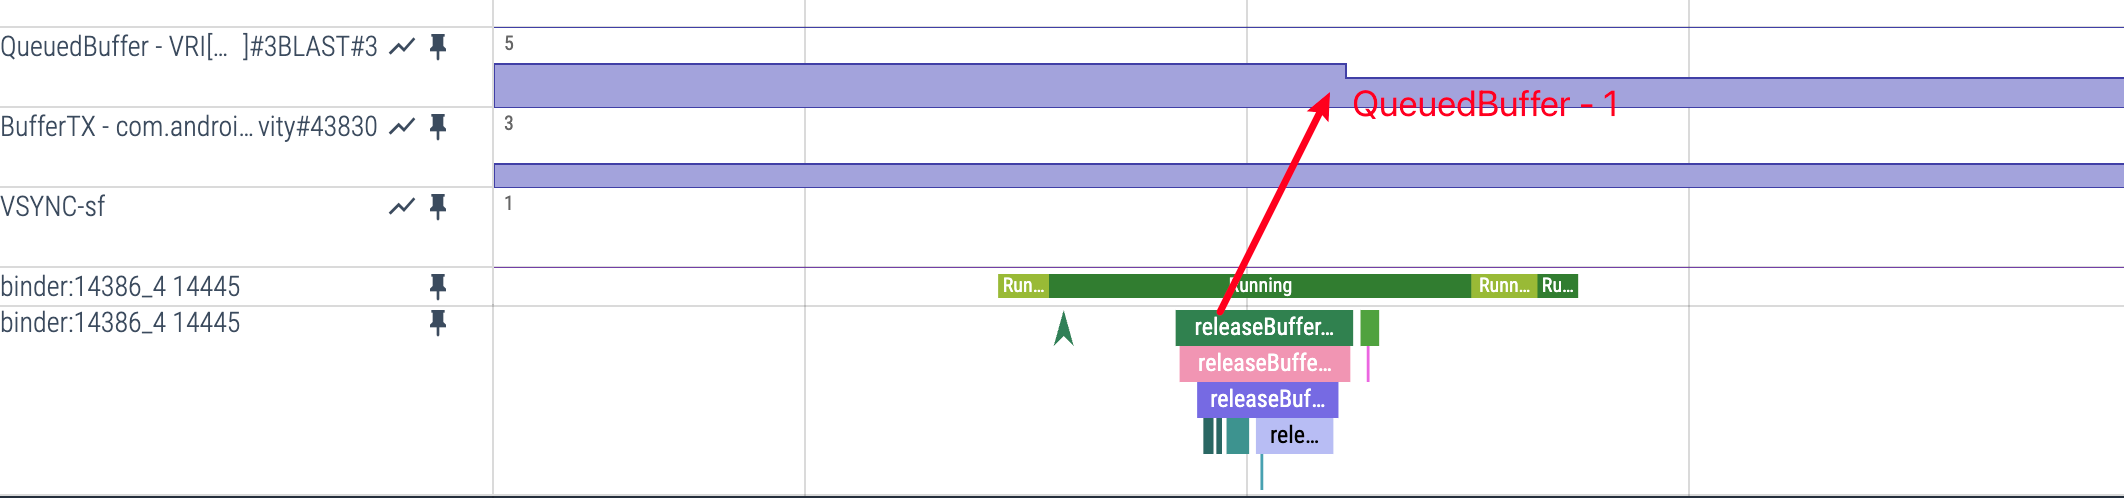 QueuedBuffer - VRI[… ]#3BLAST#3
5
QueuedBuffer - 1
BufferTX - com.androi… vity#43830
3
VSYNC-sf
1
binder:14386_4 14445
Run…
Running
Runn…
Ru…
binder:14386_4 14445
releaseBuffer…
releaseBuffe…
releaseBuf…
rele…